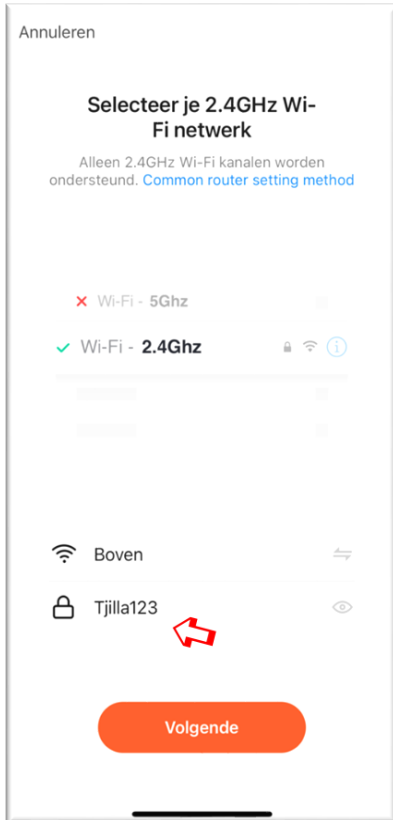 Annuleren
Selecteer je 2.4GHz Wi-
Fi netwerk
Alleen 2.4GHz Wi-Fi kanalen worden
ondersteund. Common router setting method
Wi-Fi - 5Ghz
Wi-Fi - 2.4Ghz
Boven
Tjilla123
Volgende